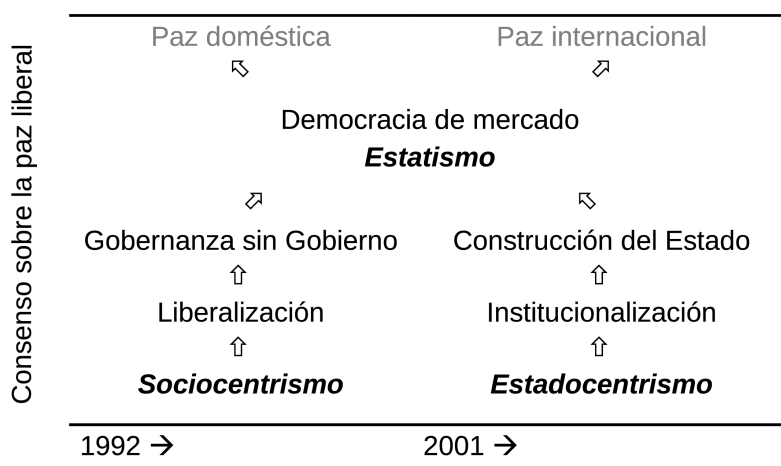 Paz doméstica
Paz internacional
Democracia de mercado
Estatismo
Gobernanza sin Gobierno
Construcción del Estado
Liberalización
Institucionalización
Sociocentrismo
Estadocentrismo
1992 →
2001 →
Consenso sobre la paz liberal